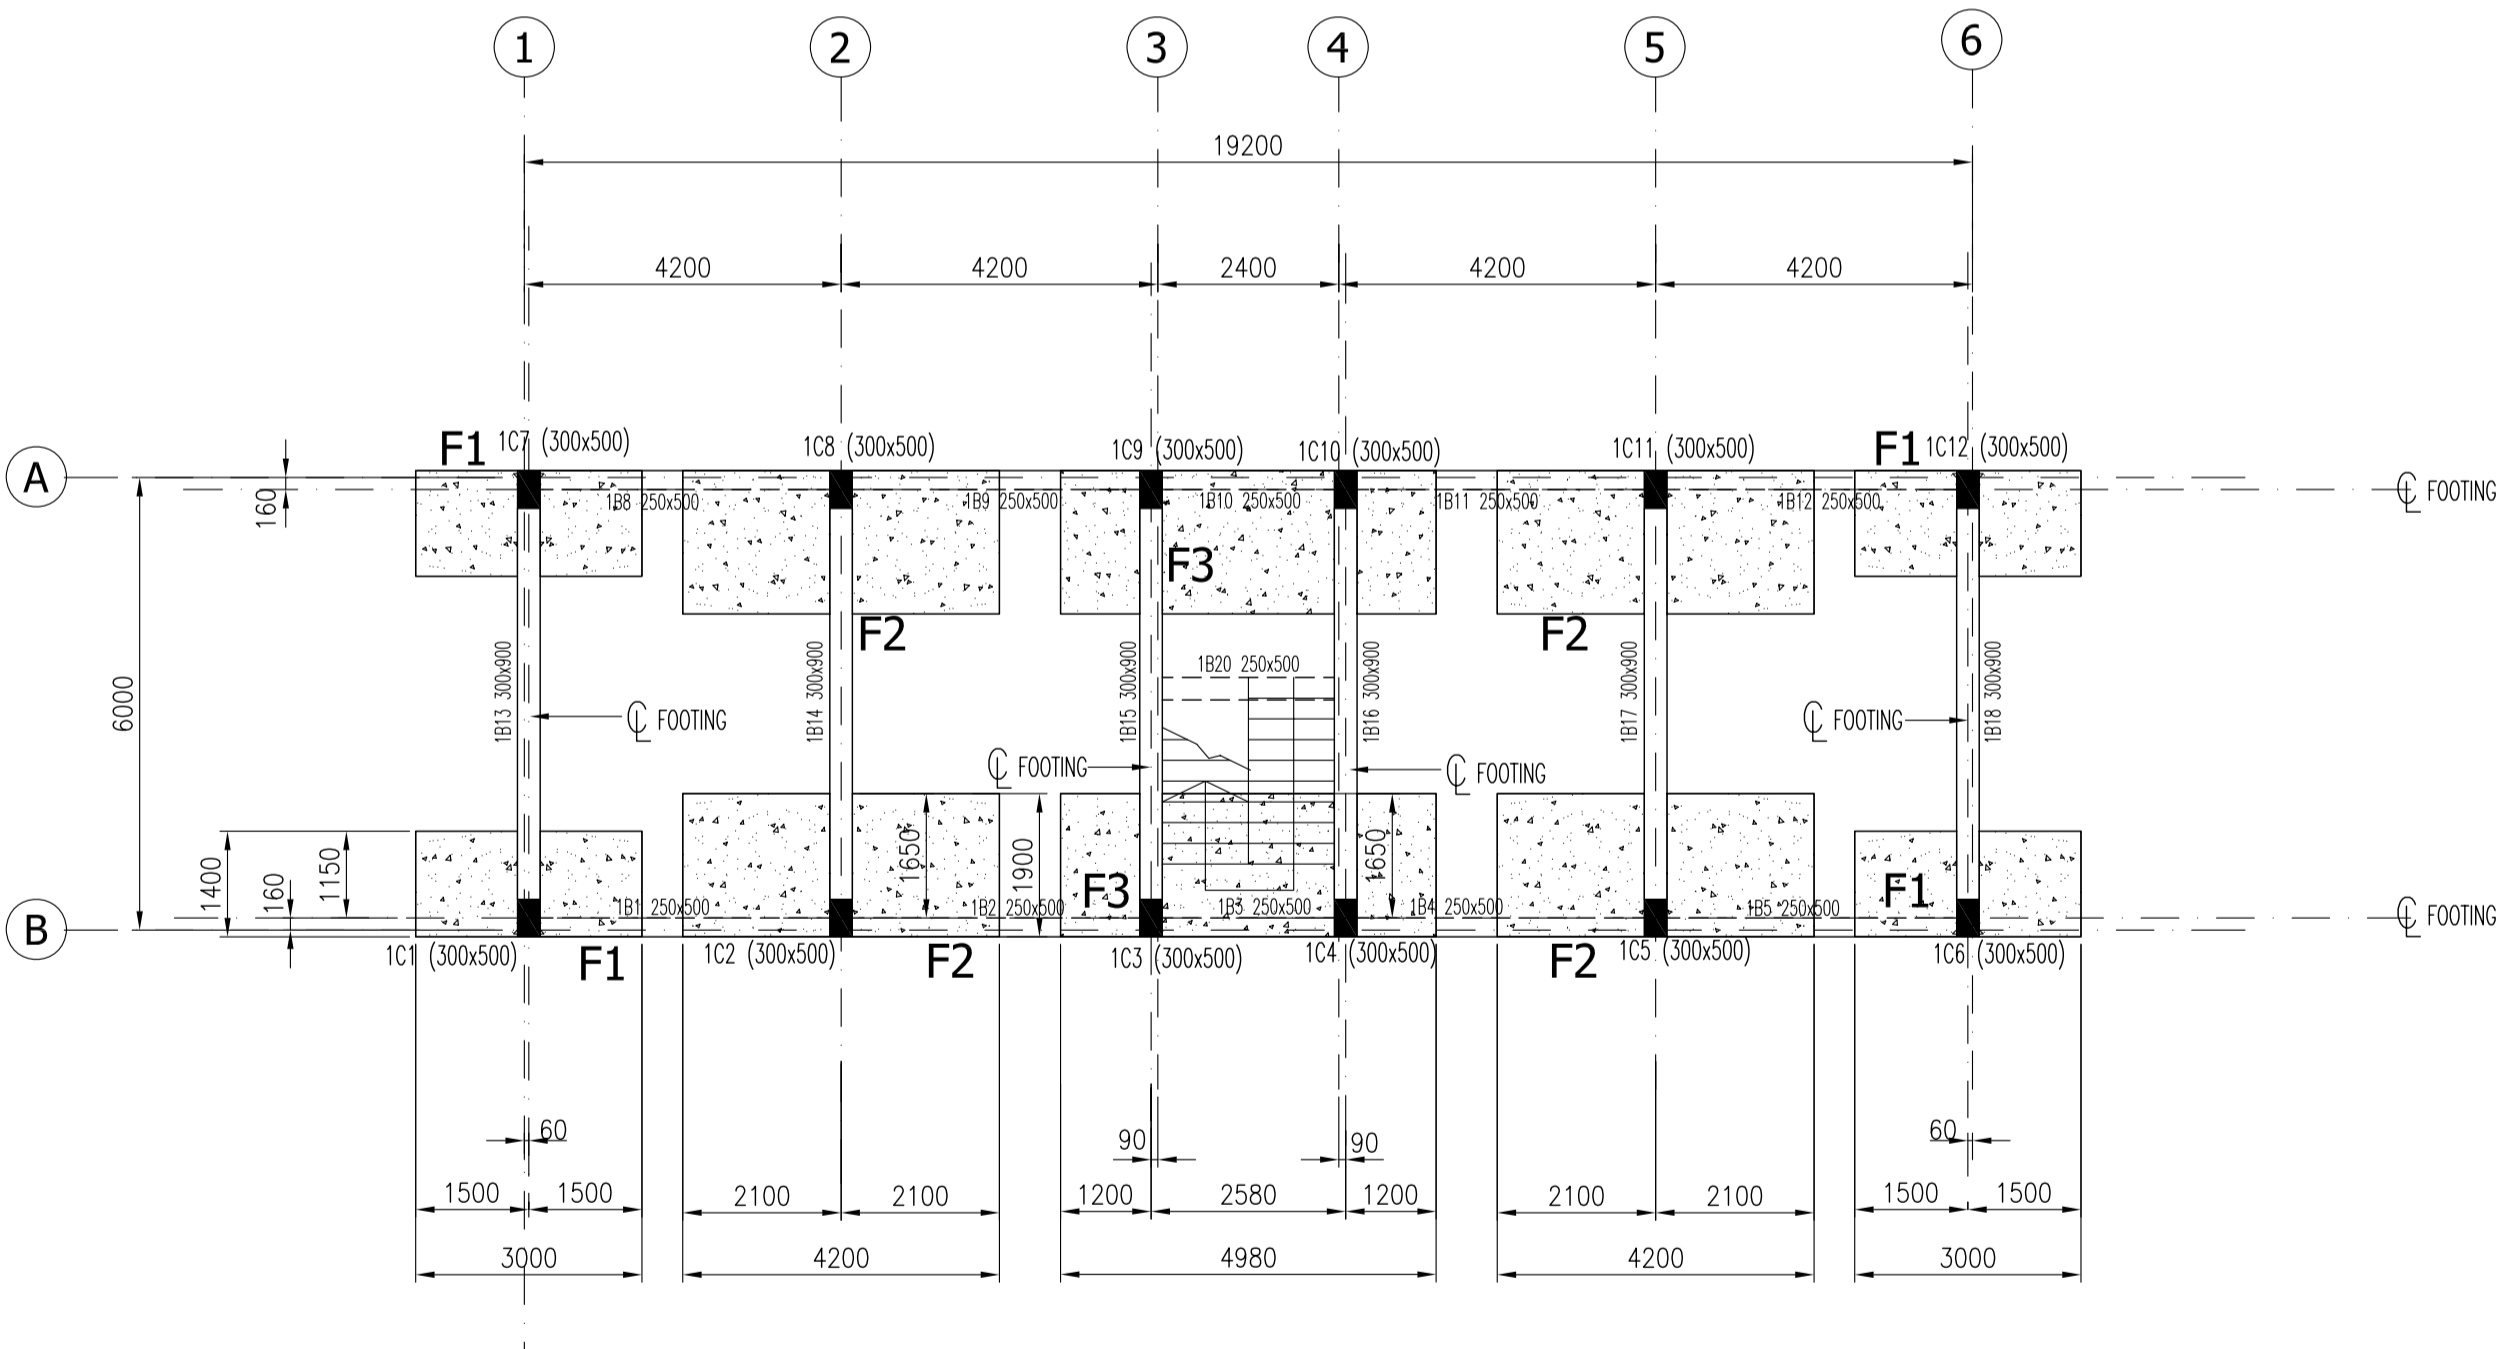 1 2 3 4 5 6
19200
4200 4200 2400 4200 4200
F1 1C7 (300x500) 1C8 (300x500) 1C9 (300x500) 1C10 (300x500) 1C11 (300x500) F1 1C12 (300x500)
A
160
1B8 250x500 1B9 250x500 1B10 250x500 1B11 250x500 1B12 250x500
℄ FOOTING
F3
F2 F2
6000
1B13 300x900
1B14 300x900
1B15 300x900
1B20 250x500
1B16 300x900
1B17 300x900
1B18 300x900
℄ FOOTING
℄ FOOTING
℄ FOOTING
℄ FOOTING
1400
160
1150
1650
1900
1650
F3 F1
B
1B1 250x500 1B2 250x500 1B3 250x500 1B4 250x500 1B5 250x500
℄ FOOTING
1C1 (300x500) F1 1C2 (300x500) F2 1C3 (300x500) 1C4 (300x500) F2 1C5 (300x500) 1C6 (300x500)
60 90 90 60
1500 1500 2100 2100 1200 2580 1200 2100 2100 1500 1500
3000 4200 4980 4200 3000